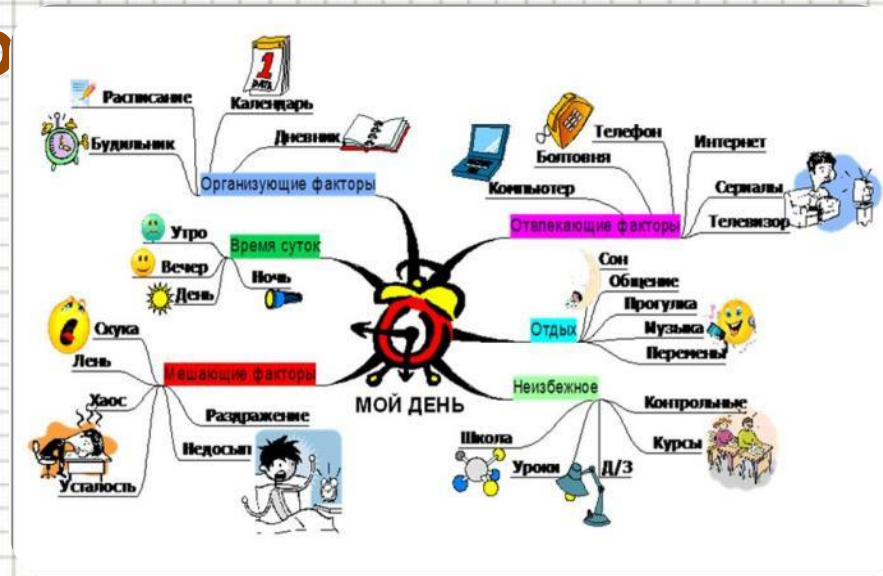 Расписание
Календарь
Будильник
Дневник
Организующие факторы
Телефон
Интернет
Болтовня
Компьютер
Сериалы
Телевизор
Отвлекающие факторы
Утро
Время суток
Вечер
Ночь
День
Сон
Общение
Прогулка
Отдых
Музыка
Перемены
Скука
Лень
Мешающие факторы
Хаос
Раздражение
Недосып
Усталость
МОЙ ДЕНЬ
Неизбежное
Контрольные
Школа
Курсы
Уроки
Д/З